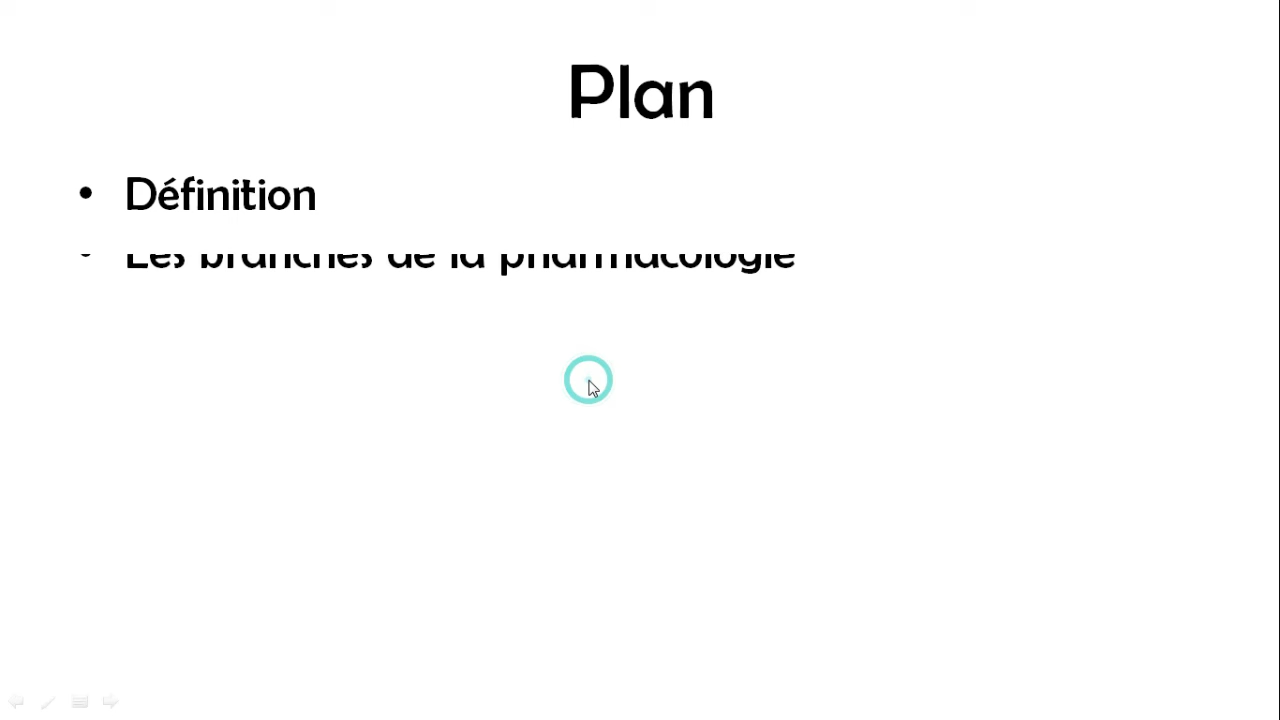 Plan
• Définition
• Les branches de la pharmacologie